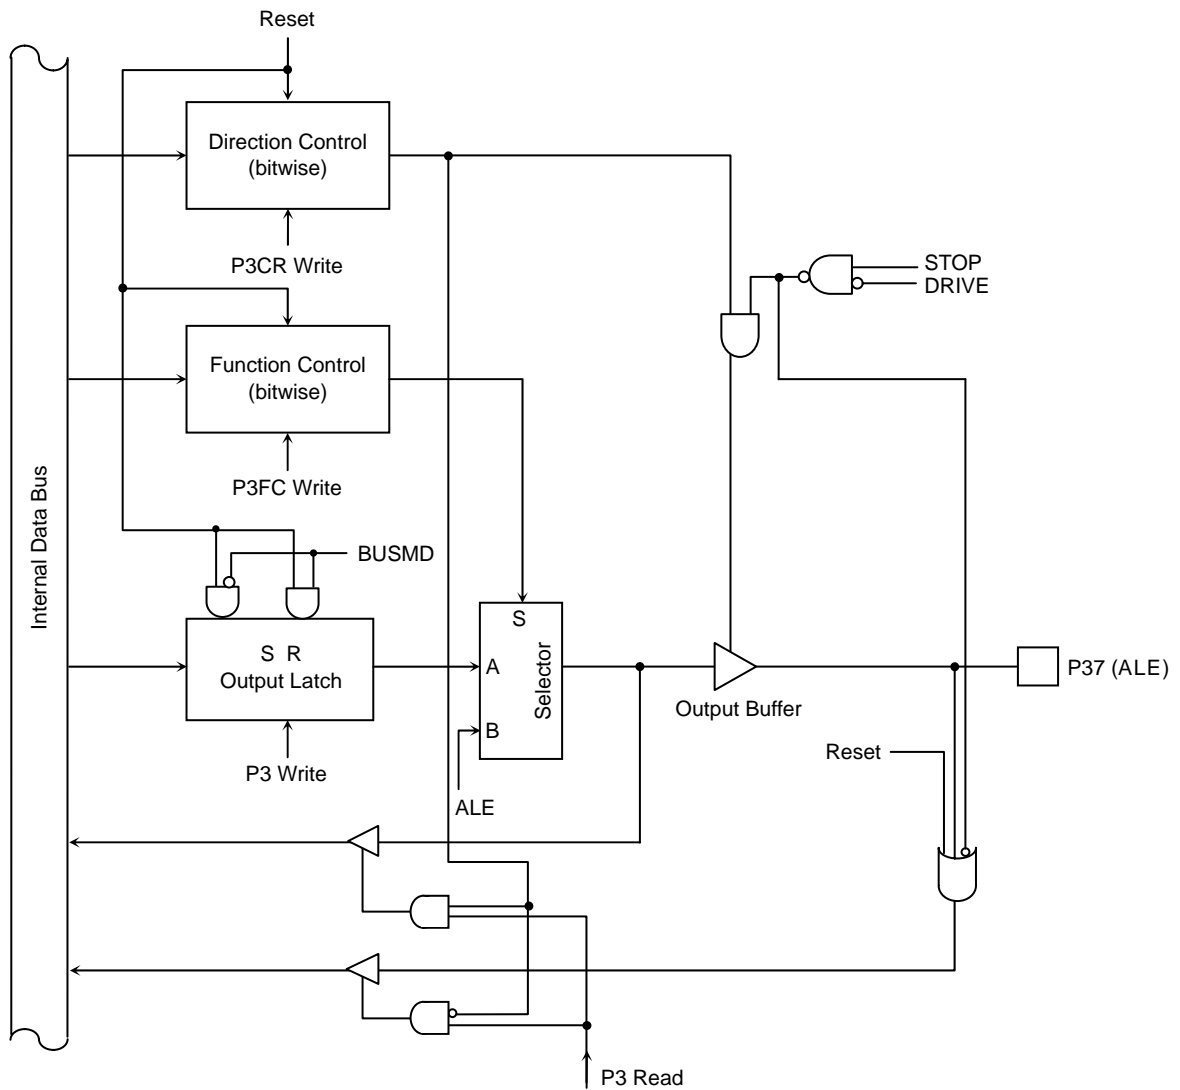 Reset
Direction Control
(bitwise)
P3CR Write
STOP
DRIVE
Function Control
(bitwise)
P3FC Write
Internal Data Bus
BUSMD
S R
Output Latch
P3 Write
S
A
B
Selector
ALE
Output Buffer
P37 (ALE)
Reset
P3 Read